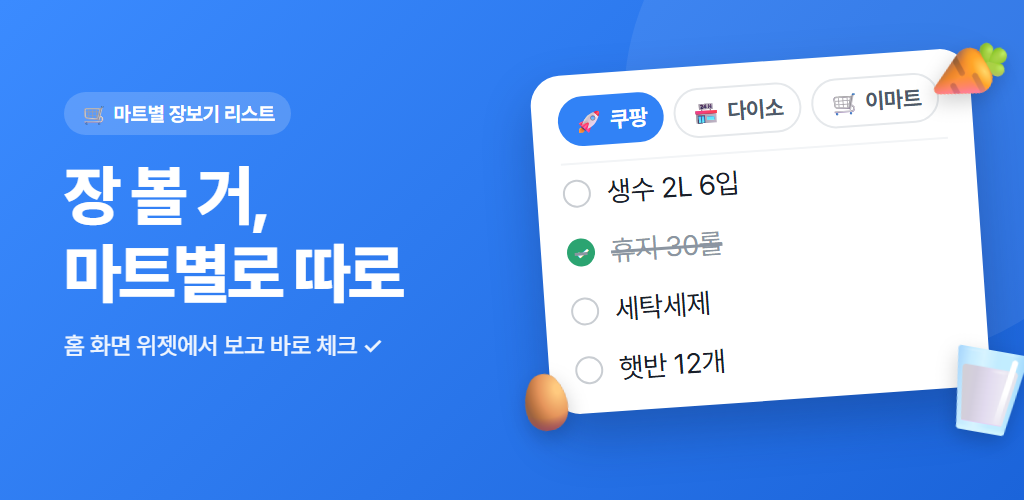 마트별 장보기 리스트
장 볼 거,
마트별로 따로
홈 화면 위젯에서 보고 바로 체크 ✓
쿠팡 다이소 이마트
생수 2L 6입
휴지 30롤
세탁세제
햇반 12개